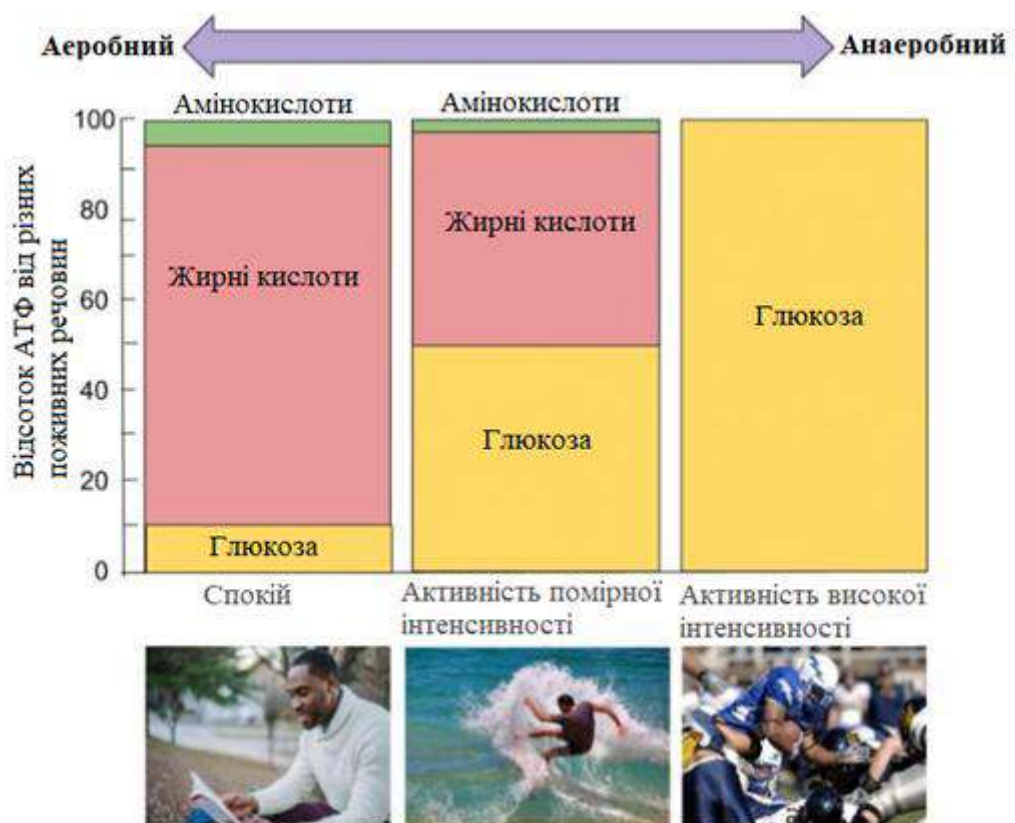 Аеробний
Анаеробний
Амінокислоти
Амінокислоти
100
80
60
40
20
0
Відсоток АТФ від різних
поживних речовин
Жирні кислоти
Жирні кислоти
Глюкоза
Глюкоза
Глюкоза
Спокій
Активність помірної
інтенсивності
Активність високої
інтенсивності